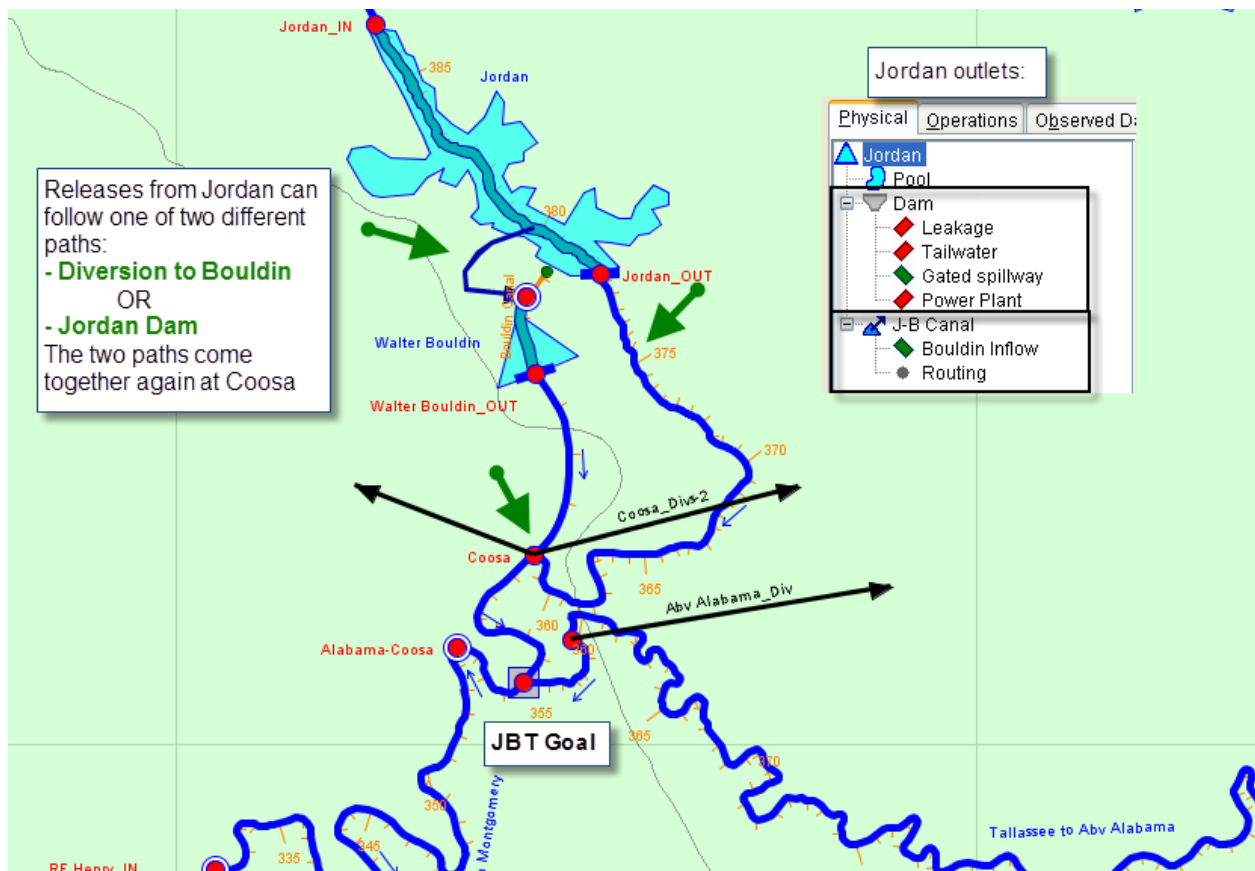 Jordan_IN
385
Jordan
Jordan outlets:
Physical
Operations
Observed Da
Jordan
Pool
Dam
Leakage
Tailwater
Gated spillway
Power Plant
J-B Canal
Bouldin Inflow
Routing
Releases from Jordan can
follow one of two different
paths:
- Diversion to Bouldin
OR
- Jordan Dam
The two paths come
together again at Coosa
380
Jordan_OUT
Bouldin_Canal
Walter Bouldin
375
Walter Bouldin_OUT
370
Coosa_Divs-2
Coosa
365
Abv Alabama_Div
360
360
Alabama-Coosa
355
JBT Goal
365
370
350
Montgomery
Tallassee to Abv Alabama
345
335
RF Henry_IN